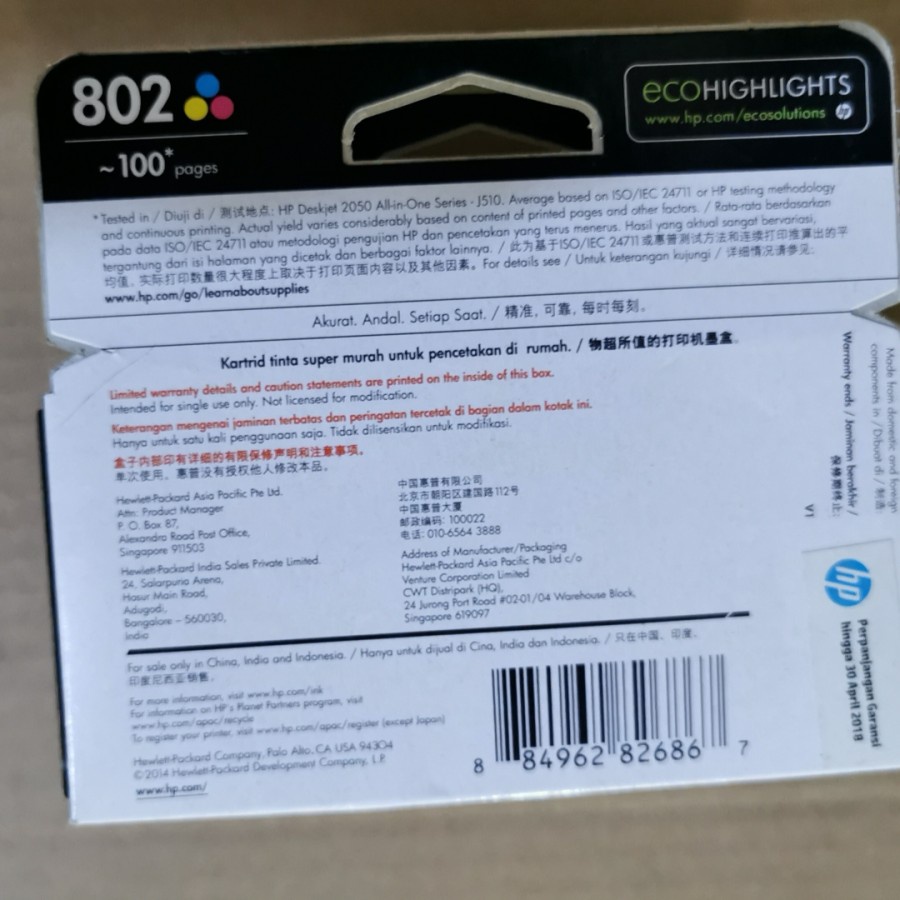 802
~100* pages
ecoHIGHLIGHTS
www.hp.com/ecosolutions
* Tested in / Diuji di / 测试地点: HP Deskjet 2050 All-in-One Series - J510. Average based on ISO/IEC 24711 or HP testing methodology
and continuous printing. Actual yield varies considerably based on content of printed pages and other factors. / Rata-rata berdasarkan
pada data ISO/IEC 24711 atau metodologi pengujian HP dan pencetakan yang terus menerus. Hasil yang aktual sangat bervariasi,
tergantung dari isi halaman yang dicetak dan berbagai faktor lainnya. / 此为基于ISO/IEC 24711或惠普测试方法和连续打印推算出的平
均值. 实际打印数量很大程度上取决于打印页面内容以及其他因素。For details see / Untuk keterangan kujungi / 详细情况请参见:
www.hp.com/go/learnaboutsupplies
Akurat. Andal. Setiap Saat. / 精准, 可靠, 每时每刻.
Kartrid tinta super murah untuk pencetakan di rumah. / 物超所值的打印机墨盒.
Limited warranty details and caution statements are printed on the inside of this box.
Intended for single use only. Not licensed for modification.
Keterangan mengenai jaminan terbatas dan peringatan tercetak di bagian dalam kotak ini.
Hanya untuk satu kali penggunaan saja. Tidak dilisensikan untuk modifikasi.
盒子内部印有详细的有限保修声明和注意事项。
单次使用. 惠普没有授权他人修改本品。
Hewlett-Packard Asia Pacific Pte Ltd.
Attn: Product Manager
P O. Box 87,
Alexandra Road Post Office,
Singapore 911503
Hewlett-Packard India Sales Private Limited.
24, Salarpuria Arena,
Hosur Main Road,
Adugodi,
Bangalore – 560030,
India
中国惠普有限公司
北京市朝阳区建国路112号
中国惠普大厦
邮政编码: 100022
电话: 010-6564 3888
Address of Manufacturer/Packaging
Hewlett-Packard Asia Pacific Pte Ltd c/o
Venture Corporation Limited
CWT Distripark (HQ),
24 Jurong Port Road #02-01/04 Warehouse Block,
Singapore 619097
For sale only in China, India and Indonesia. / Hanya untuk dijual di Cina, India dan Indonesia. / 只在中国、印度、
印度尼西亚销售。
For more information, visit www.hp.com/ink
For information on HP's Planet Partners program, visit
www.hp.com/apac/recycle
To register your printer, visit www.hp.com/apac/register (except Japan)
Hewlett-Packard Company, Palo Alto, CA USA 94304
© 2014 Hewlett-Packard Development Company, L.P.
www.hp.com/
8 84962 82686 7
Made from domestic and foreign
components in / Dibuat di / 制造:
Warranty ends / Jaminan berakhir /
保修期终止:
V1
hp
Perpanjangan Garansi
hingga 30 April 2018